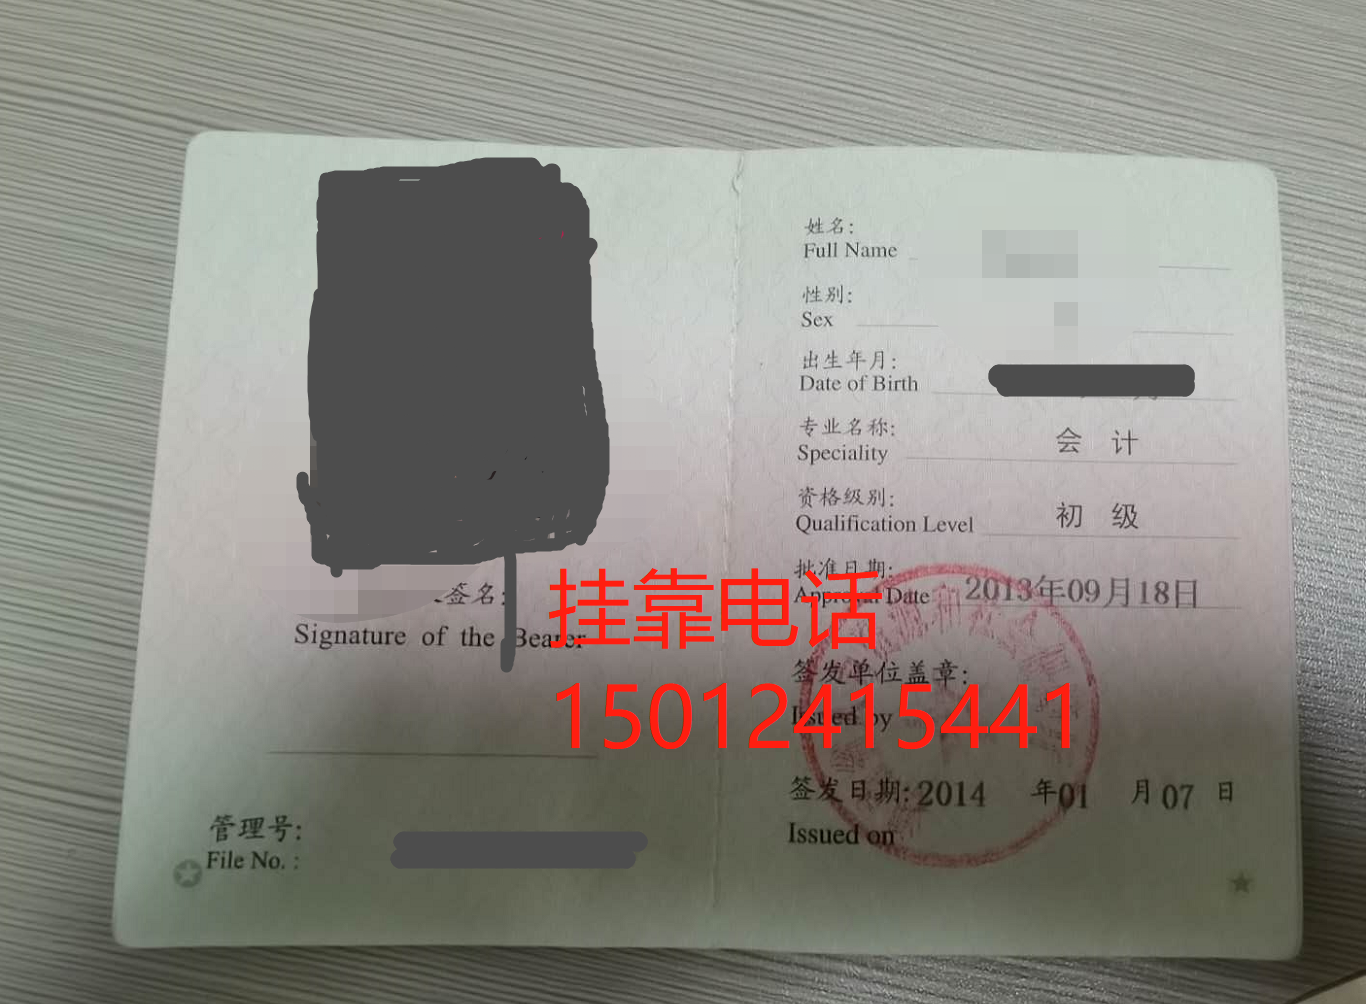 签名:
Signature of the Bearer
管理号:
File No. :
姓名:
Full Name
性别:
Sex
出生年月:
Date of Birth
专业名称:
Speciality
会 计
资格级别:
Qualification Level
初 级
批准日期:
Approval Date
2013年09月18日
签发单位盖章:
Issued by
签发日期: 2014 年 01 月 07 日
Issued on
挂靠电话
15012415441